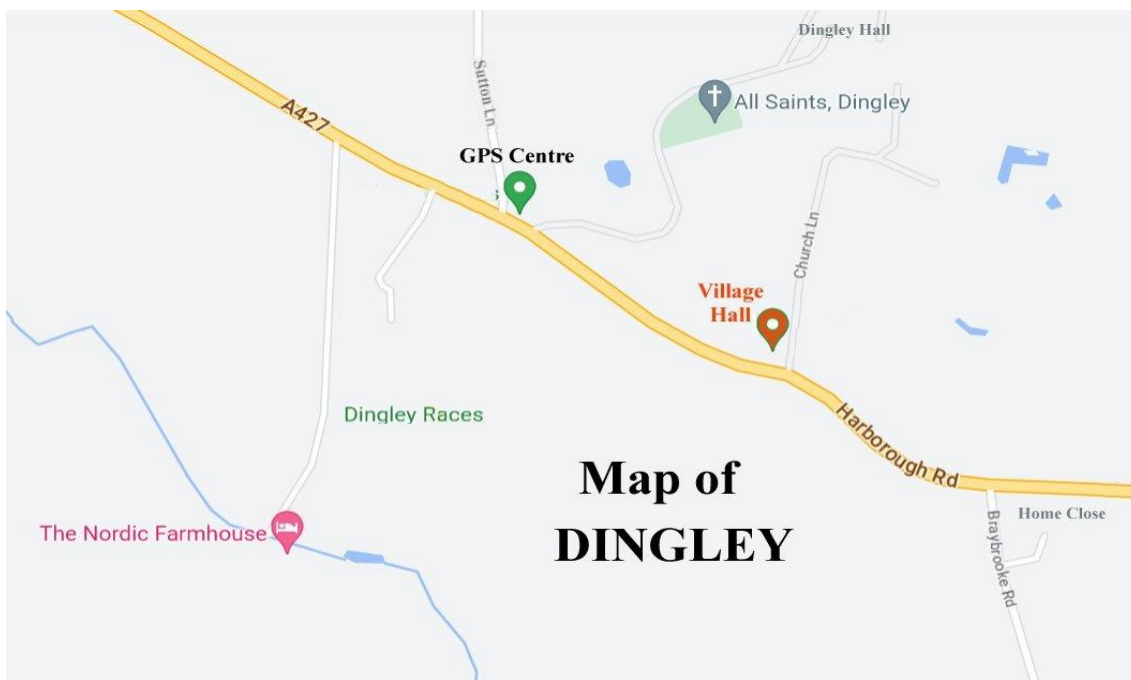 Dingley Hall
Sutton Ln
All Saints, Dingley
A427
GPS Centre
s
Church Ln
Village
Hall
Dingley Races
Harborough Rd
Map of
DINGLEY
The Nordic Farmhouse
Home Close
Braybrooke Rd